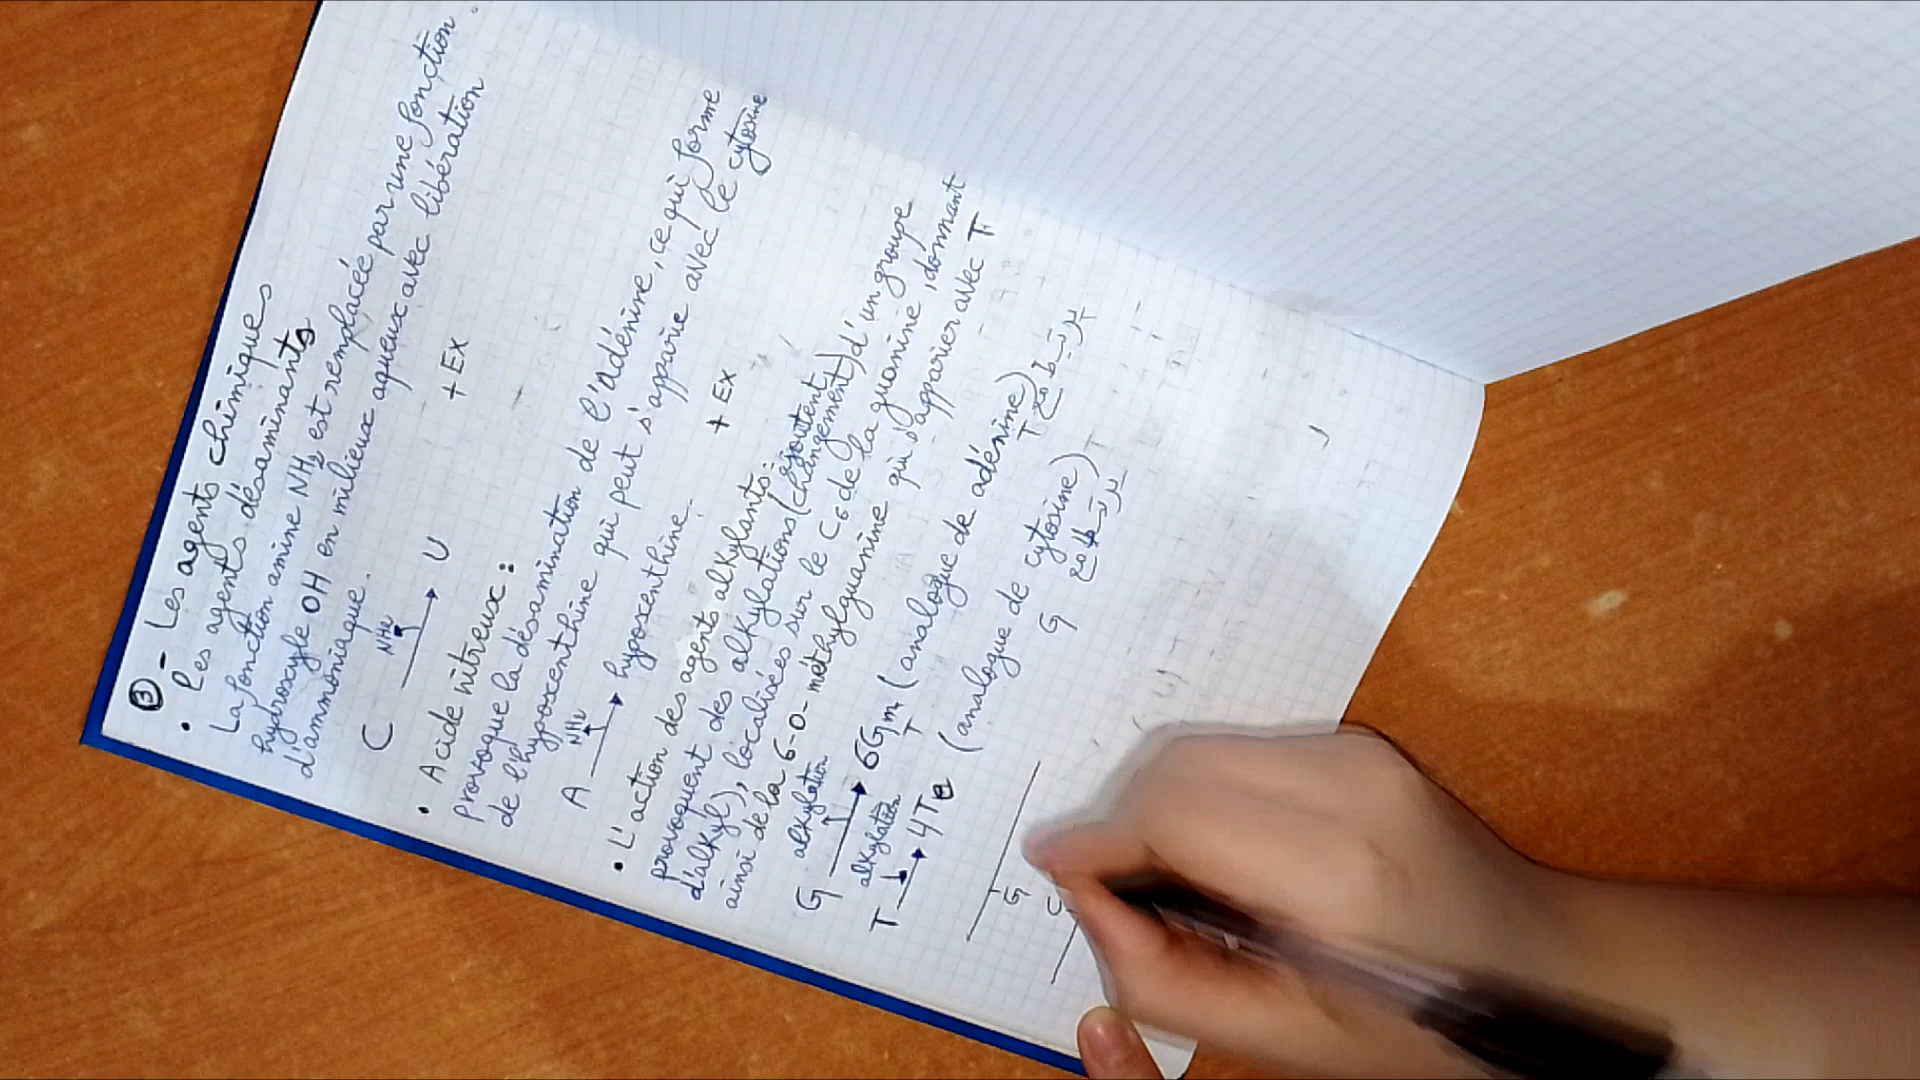 ③ - Les agents chimiques
• Les agents désaminants
La fonction amine NH2 est remplacée par une fonction.
hydroxyle OH en milieux aqueux avec libération
d'ammoniaque.
+ Ex
C NH2 → U
• Acide nitreux :
provoque la désamination de l'Adénine, ce qui forme
de l'hypoxenthine qui peut s'apparie avec le cytosine
A NH2 → hypoxenthine.
+ Ex
• L'action des agents alkylants:
provoquent des alkylations (changement) d'un groupe
ajoutent
d'alkyl), localisées sur le C6 de la guanine, donnant
ainsi de la 6-O-méthylguanine qui s'apparier avec T.
G alkylation → 6Gm (analogue de adénine)
T T
T alkylation → 4Te (analogue de cytosine)
G
G
C